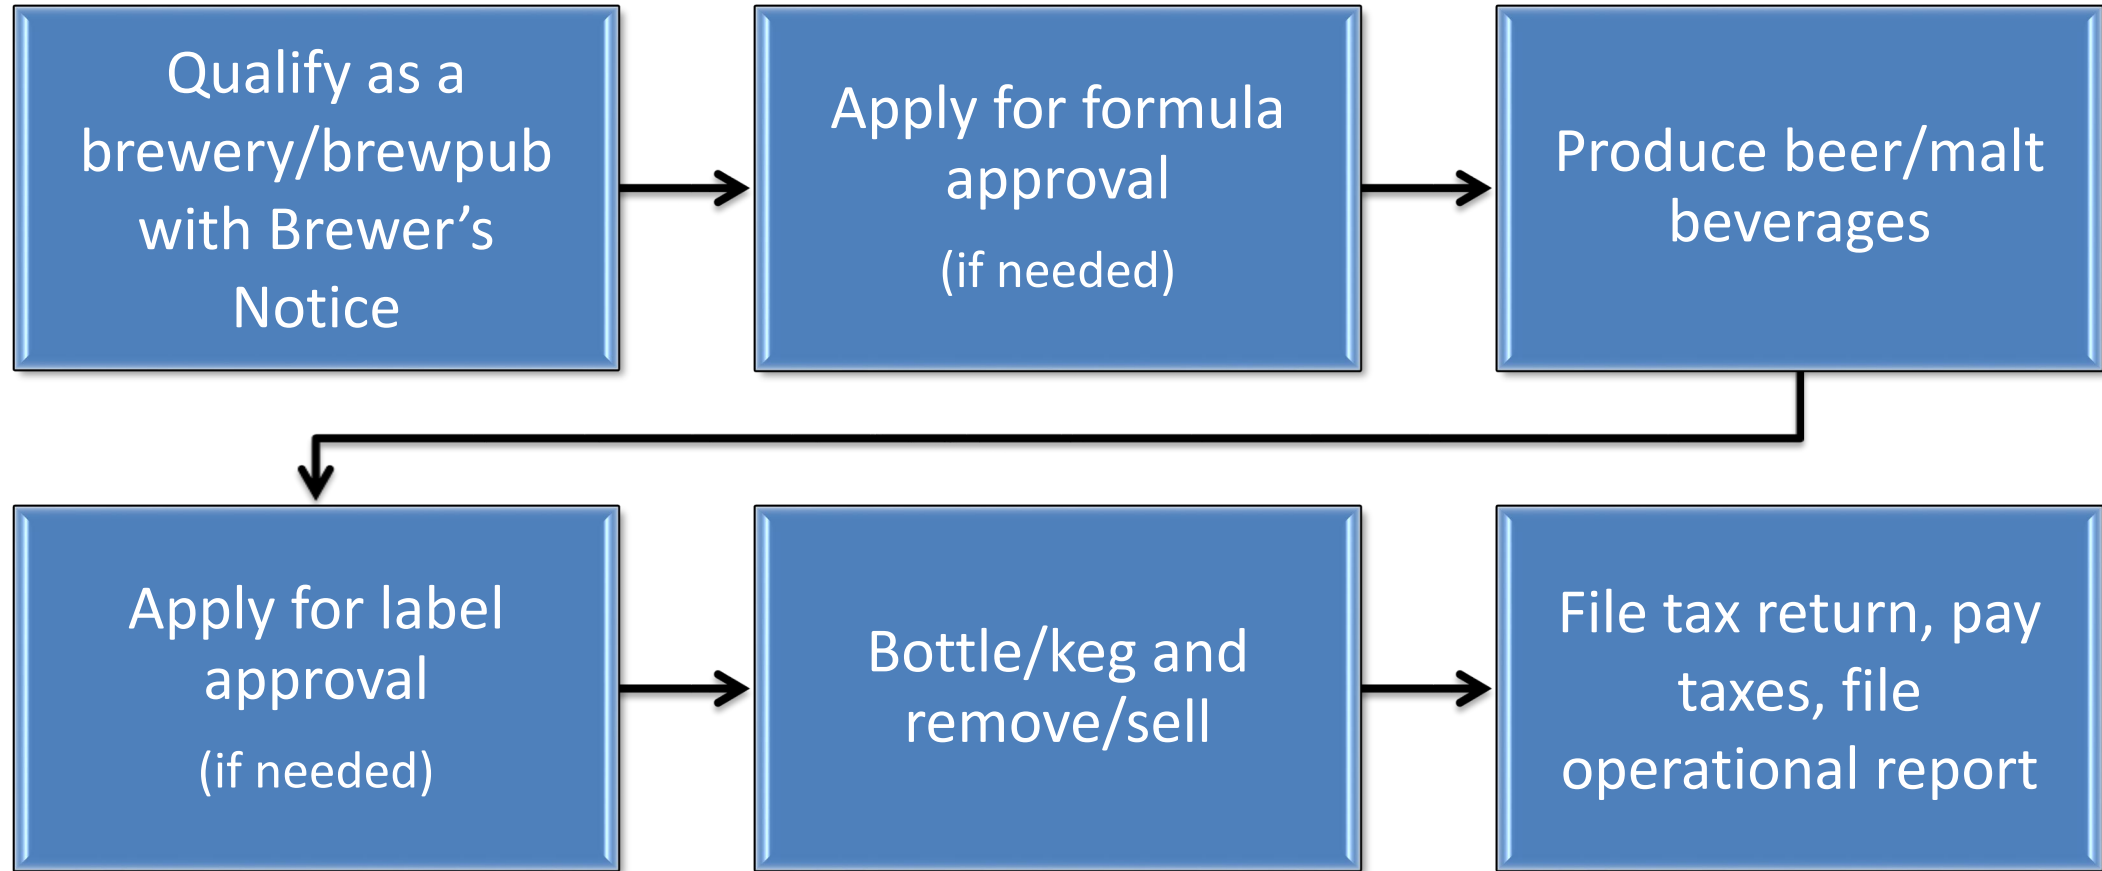 Qualify as a
brewery/brewpub
with Brewer’s
Notice
Apply for formula
approval
(if needed)
Produce beer/malt
beverages
Apply for label
approval
(if needed)
Bottle/keg and
remove/sell
File tax return, pay
taxes, file
operational report